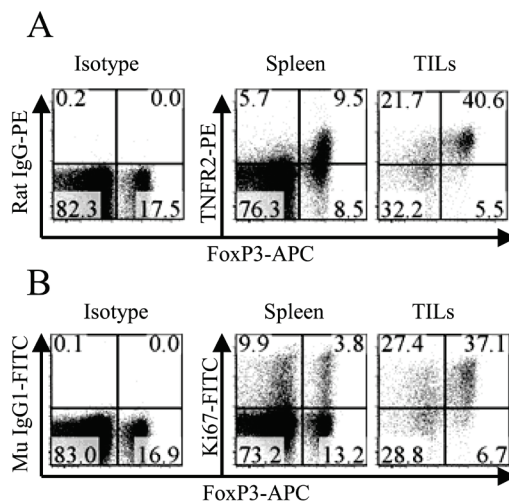 A
Isotype
Spleen
TILs
Rat IgG-PE
0.2 0.0
82.3 17.5
TNFR2-PE
5.7 9.5
76.3 8.5
21.7 40.6
32.2 5.5
FoxP3-APC
B
Isotype
Spleen
TILs
Mu IgG1-FITC
0.1 0.0
83.0 16.9
Ki67-FITC
9.9 3.8
73.2 13.2
27.4 37.1
28.8 6.7
FoxP3-APC